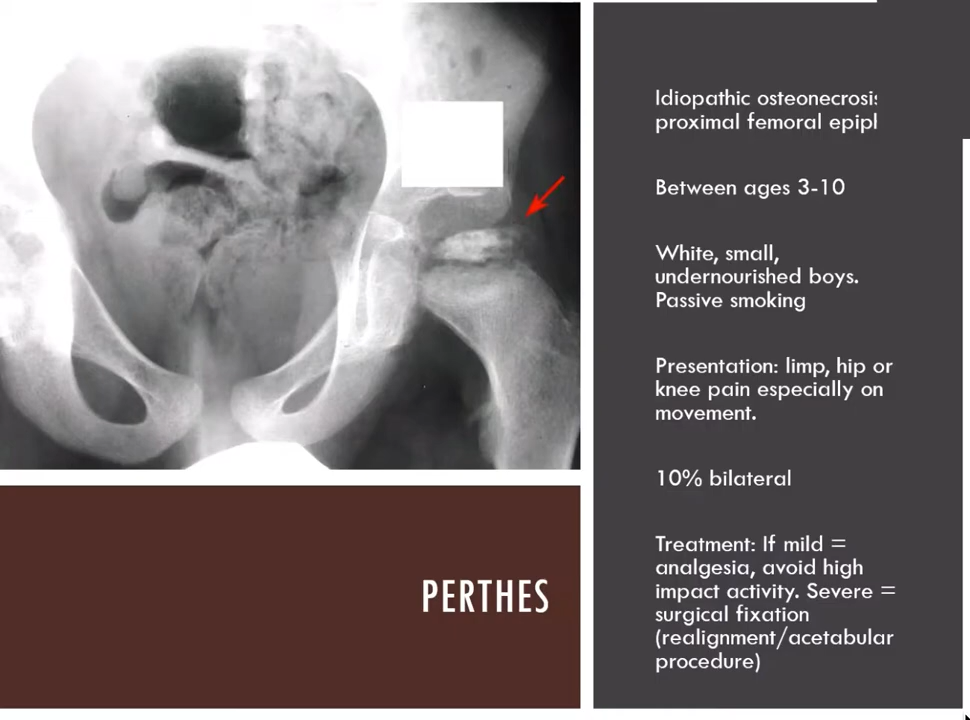 Idiopathic osteonecrosis
proximal femoral epiph
Between ages 3-10
White, small,
undernourished boys.
Passive smoking
Presentation: limp, hip or
knee pain especially on
movement.
10% bilateral
Treatment: If mild =
analgesia, avoid high
impact activity. Severe =
surgical fixation
(realignment/acetabular
procedure)
PERTHES